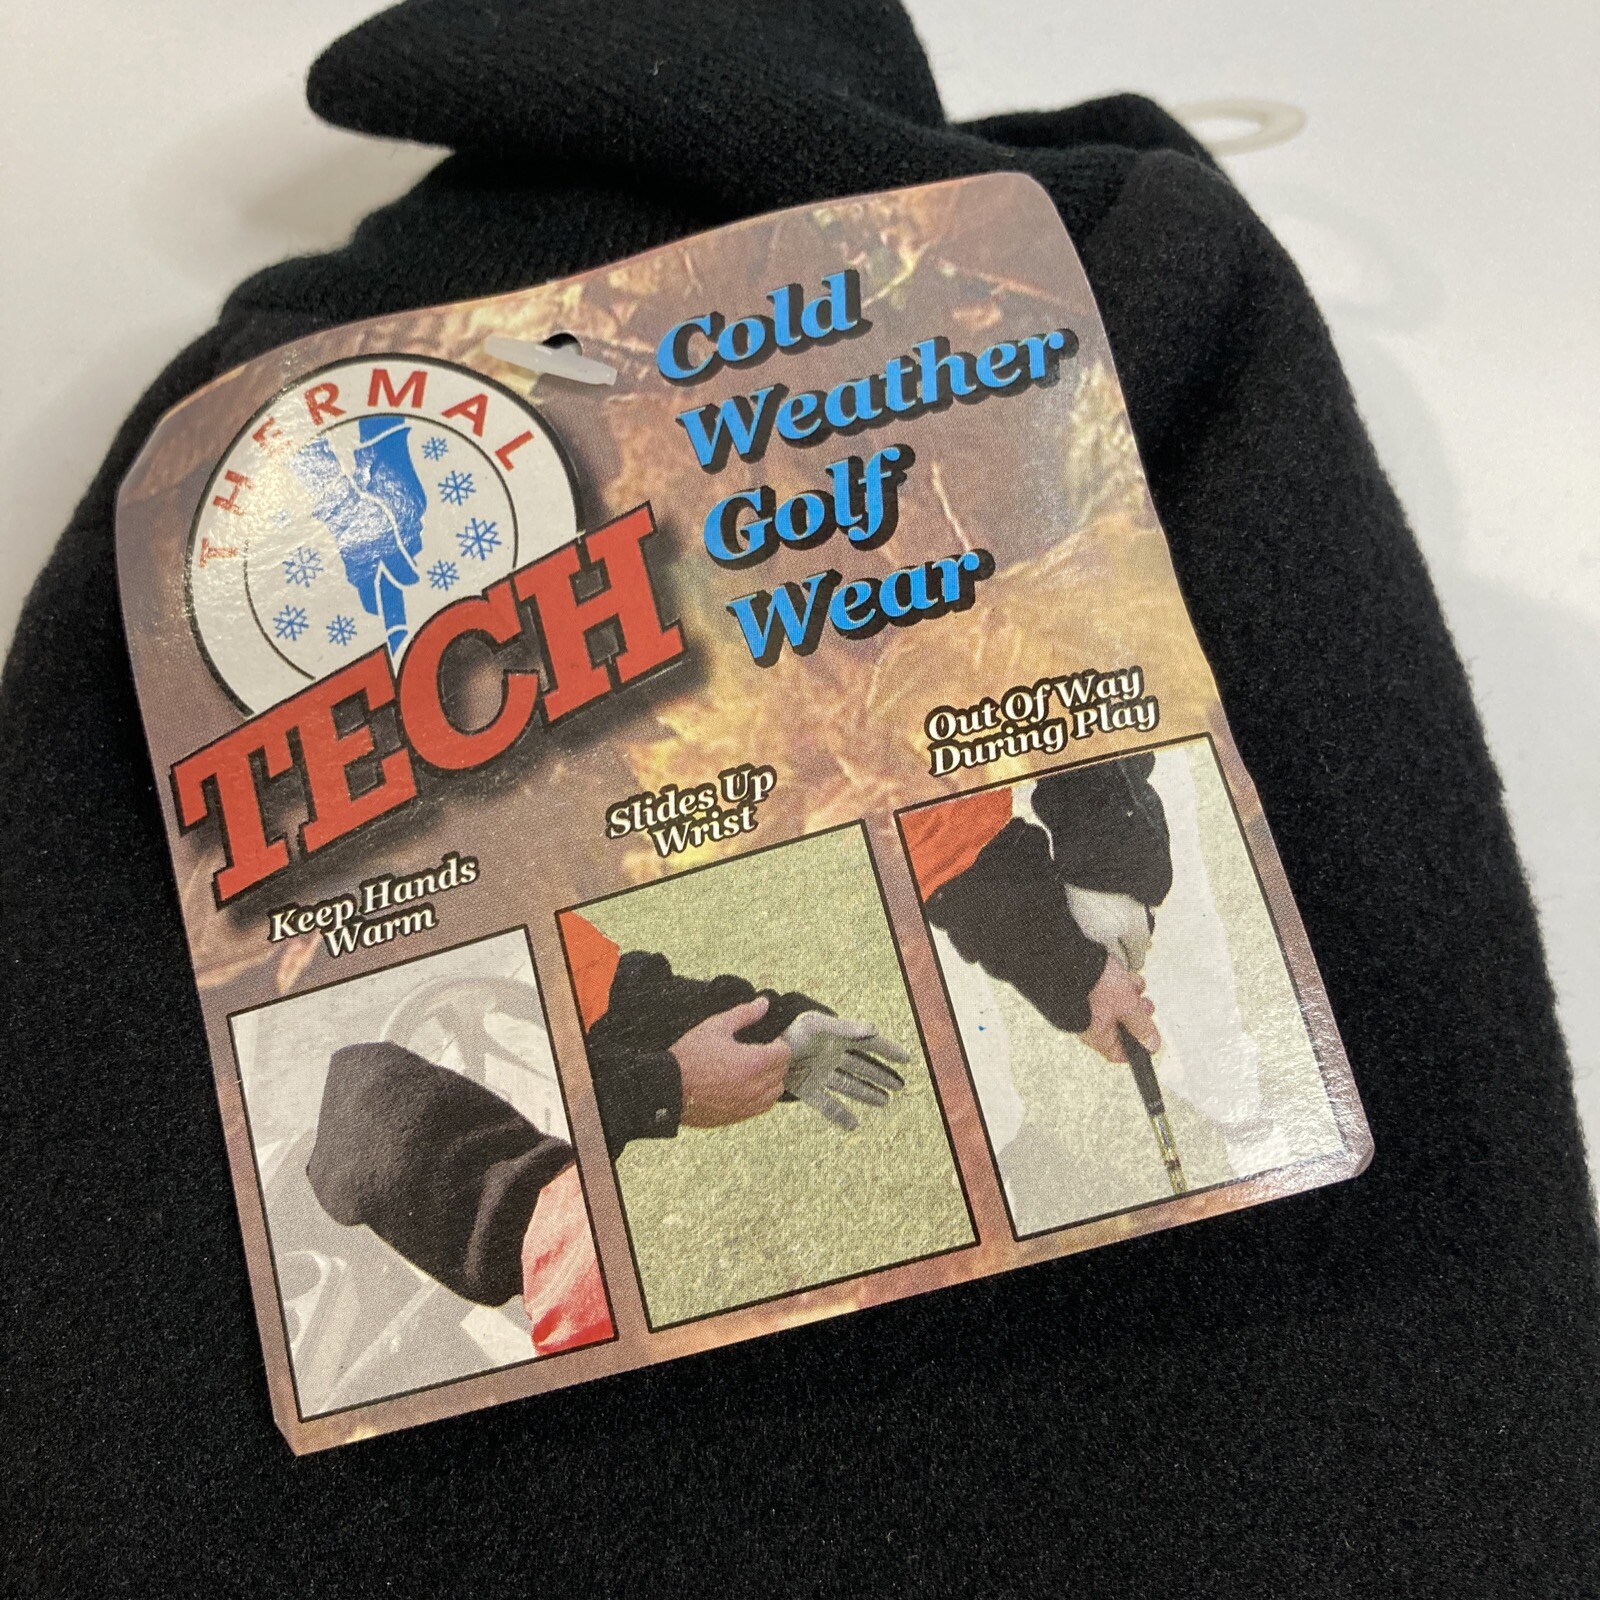 THERMAL
TECH
Cold
Weather
Golf
Wear
Keep Hands
Warm
Slides Up
Wrist
Out Of Way
During Play